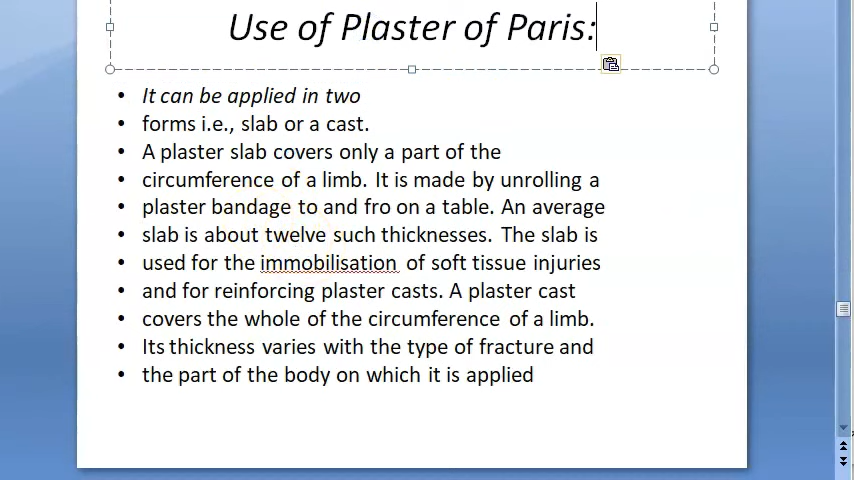 Use of Plaster of Paris:
• It can be applied in two
• forms i.e., slab or a cast.
• A plaster slab covers only a part of the
• circumference of a limb. It is made by unrolling a
• plaster bandage to and fro on a table. An average
• slab is about twelve such thicknesses. The slab is
• used for the immobilisation of soft tissue injuries
• and for reinforcing plaster casts. A plaster cast
• covers the whole of the circumference of a limb.
• Its thickness varies with the type of fracture and
• the part of the body on which it is applied